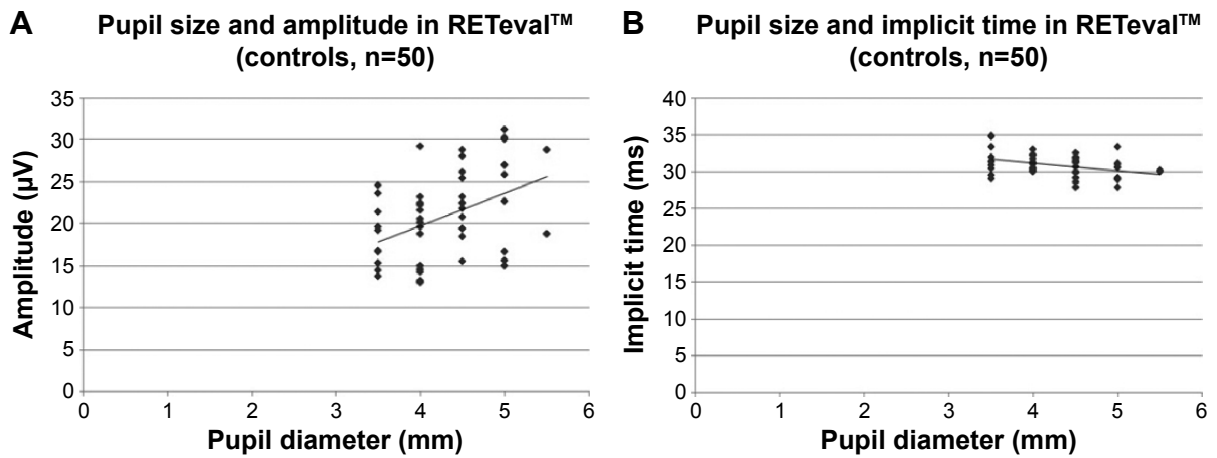 A
Pupil size and amplitude in RETeval™
(controls, n=50)
Amplitude (µV)
35
30
25
20
15
10
5
0
0 1 2 3 4 5 6
Pupil diameter (mm)
B
Pupil size and implicit time in RETeval™
(controls, n=50)
Implicit time (ms)
40
35
30
25
30
15
10
5
0
0 1 2 3 4 5 6
Pupil diameter (mm)